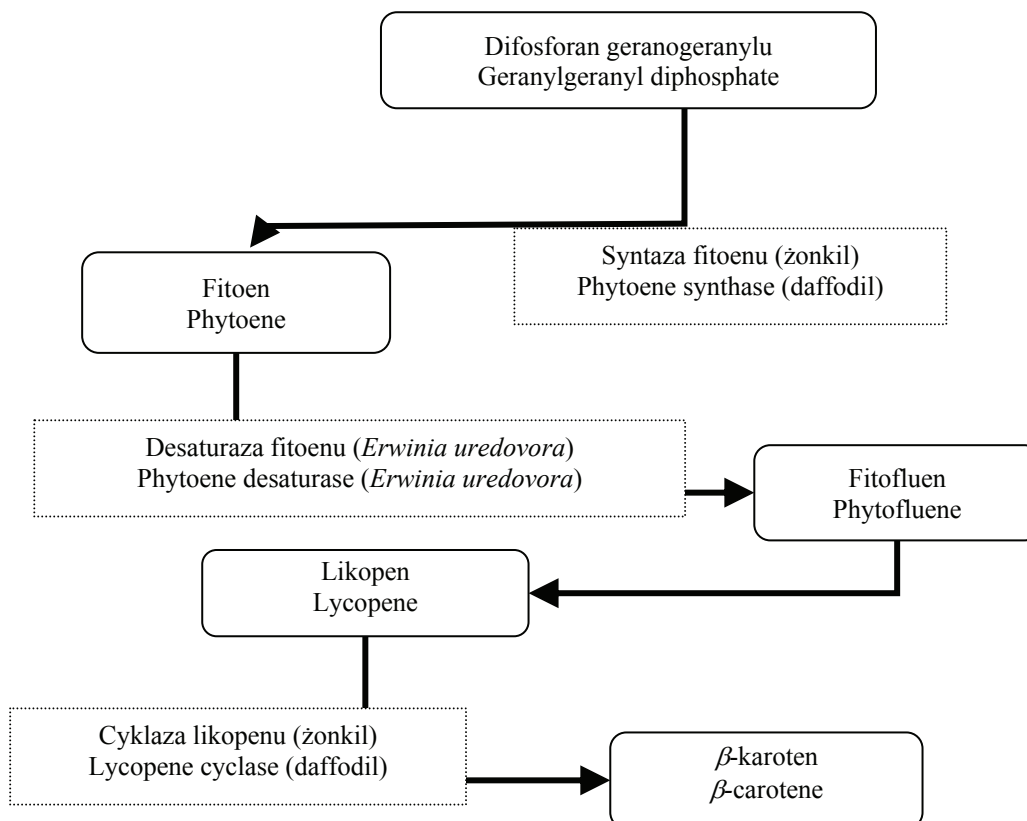 Difosforan geranogeranylu
Geranylgeranyl diphosphate
Syntaza fitoenu (żonkil)
Phytoene synthase (daffodil)
Fitoen
Phytoene
Desaturaza fitoenu (Erwinia uredovora)
Phytoene desaturase (Erwinia uredovora)
Fitofluen
Phytofluene
Likopen
Lycopene
Cyklaza likopenu (żonkil)
Lycopene cyclase (daffodil)
β-karoten
β-carotene